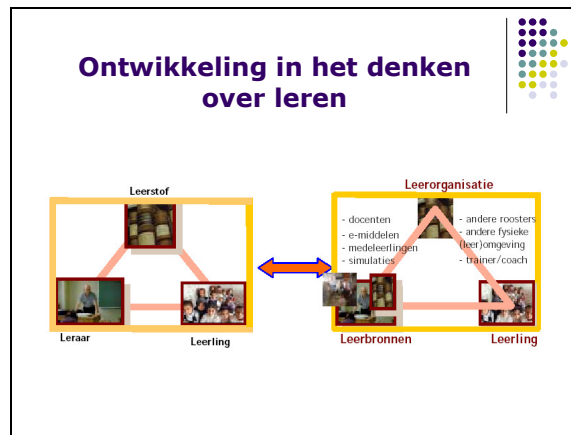 Ontwikkeling in het denken
over leren
Leerstof
Leraar
Leerling
Leerorganisatie
- docenten
- e-middelen
- medeleerlingen
- simulaties
- andere roosters
- andere fysieke
(leer)omgeving
- trainer/coach
Leerbronnen
Leerling